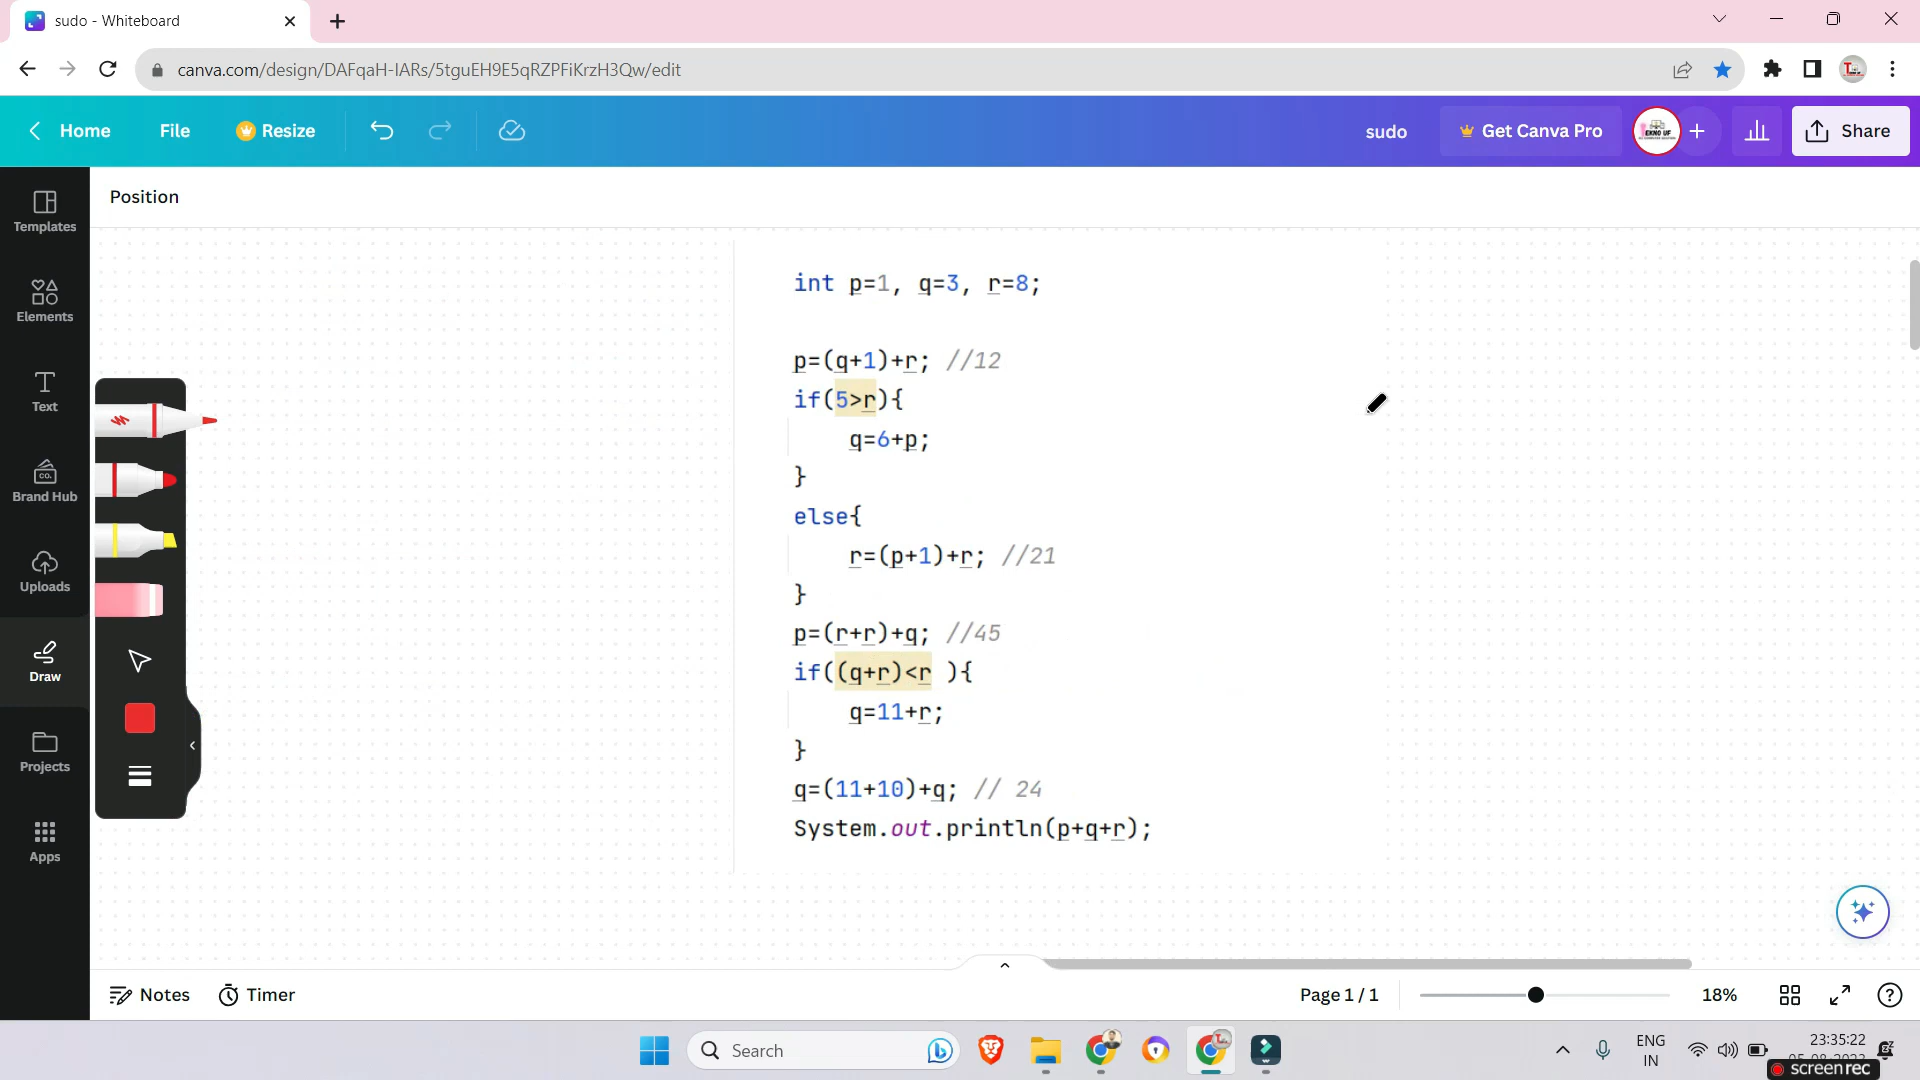 sudo - Whiteboard
canva.com/design/DAFqaH-IARs/5tguEH9E5qRZPFiKrzH3Qw/edit
Home File Resize sudo Get Canva Pro Share
Position
Templates
Elements
Text
Brand Hub
Uploads
Draw
Projects
Apps
int p=1, q=3, r=8;
p=(q+1)+r; //12
if(5>r){
q=6+p;
}
else{
r=(p+1)+r; //21
}
p=(r+r)+q; //45
if((q+r)<r ){
q=11+r;
}
q=(11+10)+q; // 24
System.out.println(p+q+r);
Notes Timer Page 1 / 1 18%
Search
ENG
IN
23:35:22
screenrec